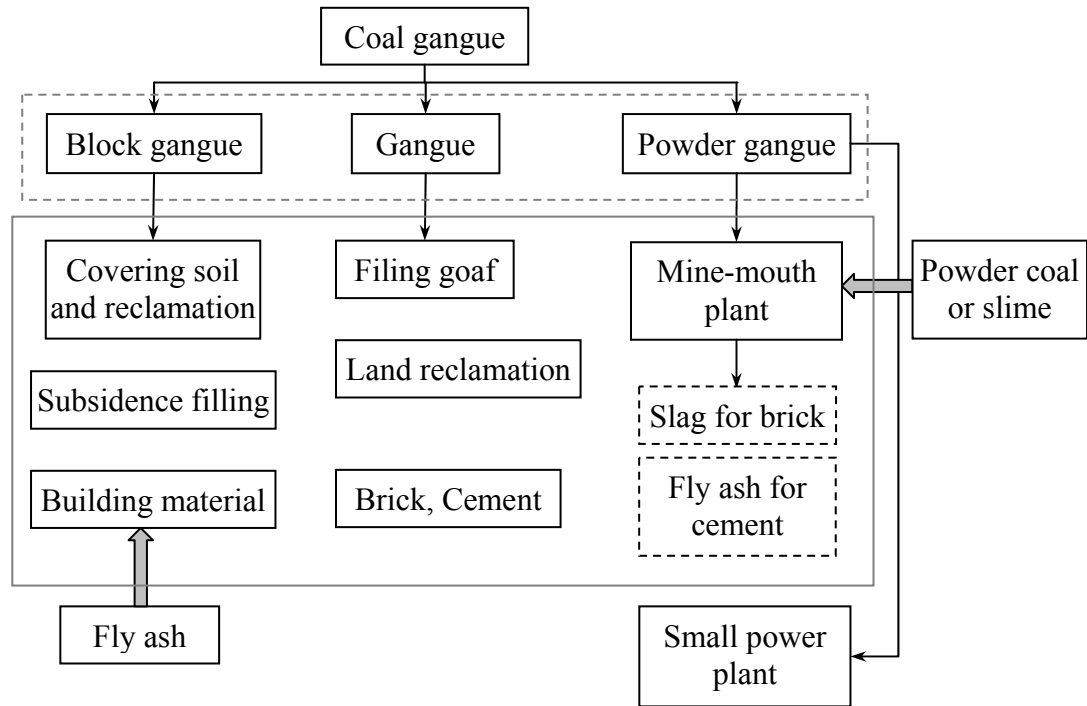 Coal gangue
Block gangue
Gangue
Powder gangue
Covering soil
and reclamation
Filing goaf
Mine-mouth
plant
Powder coal
or slime
Subsidence filling
Land reclamation
Slag for brick
Building material
Brick, Cement
Fly ash for
cement
Fly ash
Small power
plant